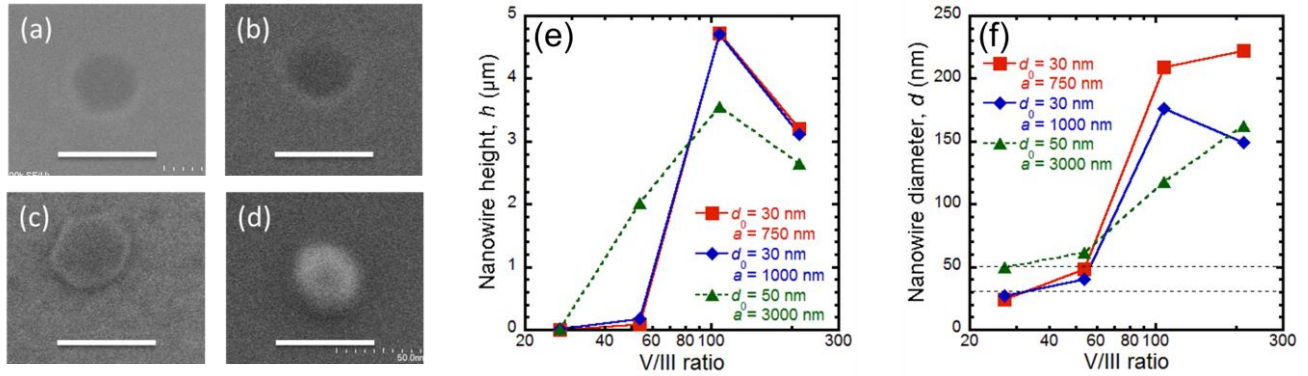 (a)
(b)
(c)
(d)
50.0nm
(e)
Nanowire height, h (µm)
5
4
3
2
1
0
d0 = 30 nm
a = 750 nm
d0 = 30 nm
a = 1000 nm
d0 = 50 nm
a = 3000 nm
20
40
60
80
100
300
V/III ratio
(f)
Nanowire diameter, d (nm)
250
200
150
100
50
0
d0 = 30 nm
a = 750 nm
d0 = 30 nm
a = 1000 nm
d0 = 50 nm
a = 3000 nm
20
40
60
80
100
300
V/III ratio